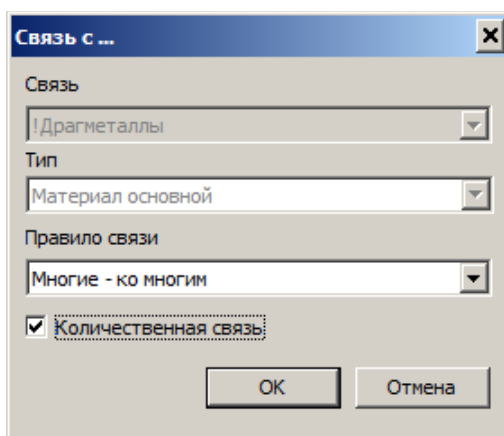 Связь с ...
Связь
!Драгметаллы
Тип
Материал основной
Правило связи
Многие - ко многим
Количественная связь
OK
Отмена